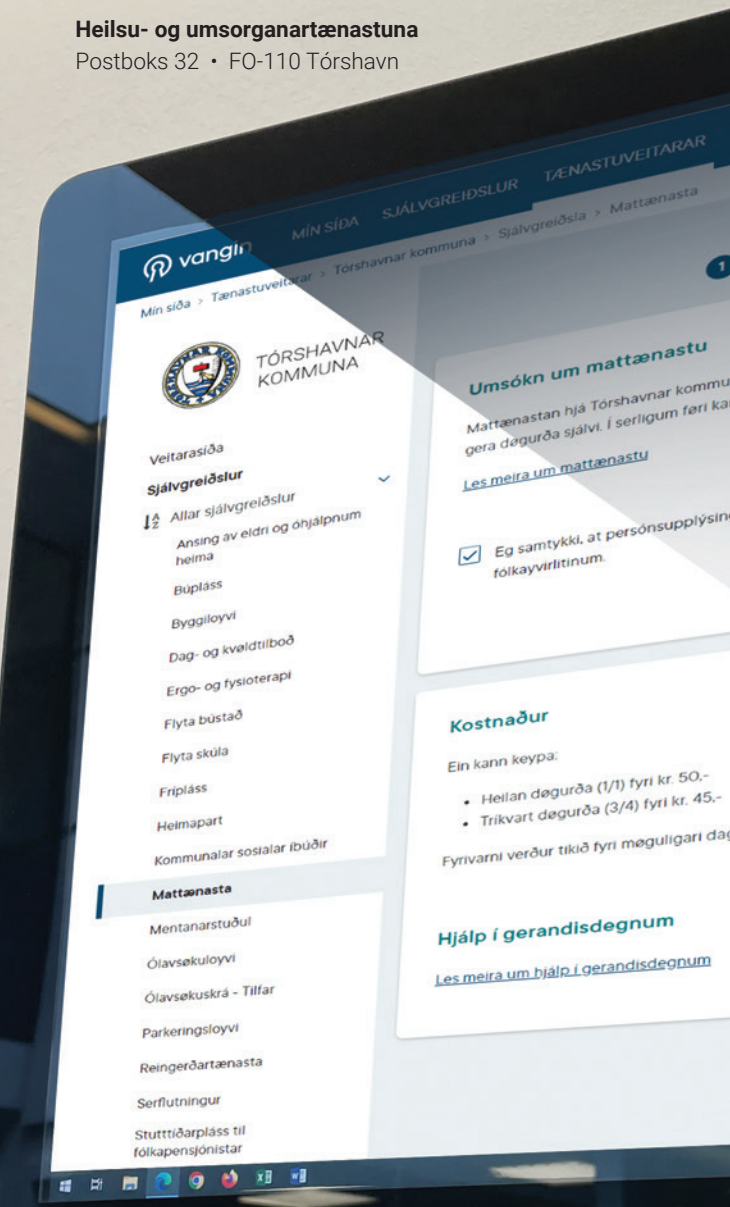 Heilsu- og umsorganartænastuna
Postboks 32 • FO-110 Tórshavn
vangin
MÍN SÍÐA
SJÁLVGREIÐSLUR
TÆNASTUVEITARAR
Mín síða > Tænastuveitarar > Tórshavnar kommuna > Sjálvgreiðsla > Mattænasta
1
TÓRSHAVNAR KOMMUNA
TÓRSHAVNAR
KOMMUNA
Veitarasíða
Sjálvgreiðslur
Allar sjálvgreiðslur
Ansing av eldri og óhjálpnum
heima
Búpláss
Byggiloyvi
Dag- og kvøldtilboð
Ergo- og fysioterapi
Flyta bústað
Flyta skúla
Frípláss
Heimapart
Kommunalar sosialar íbúðir
Mattænasta
Mentanarstuðul
Ólavsøkuloyvi
Ólavsøkuskrá - Tilfar
Parkeringsloyvi
Reingerðartænasta
Serflutningur
Stutttíðarpláss til
fólkapensjónistar
Umsókn um mattænastu
Mattænastan hjá Tórshavnar kommu
gera døgurða sjálvi. Í serligum føri ka
Les meira um mattænastu
Eg samtykki, at persónsupplýsin
fólkayvirlitinum.
Kostnaður
Ein kann keypa:
• Heilan døgurða (1/1) fyri kr. 50,-
• Tríkvart døgurða (3/4) fyri kr. 45,-
Fyrivarni verður tikið fyri møguligari dag
Hjálp í gerandisdegnum
Les meira um hjálp í gerandisdegnum